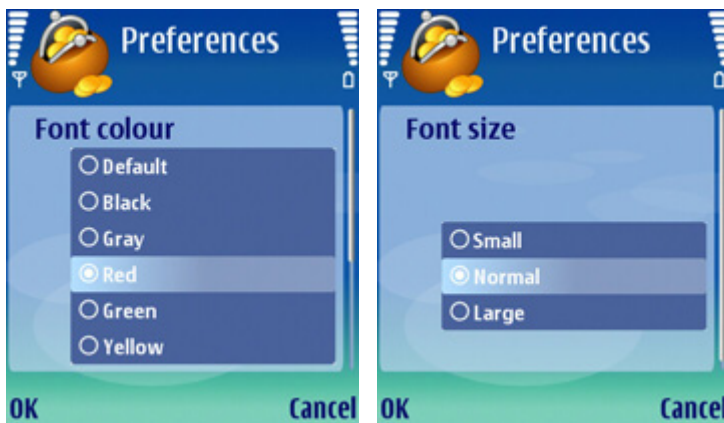 Preferences
Font colour
Default
Black
Gray
Red
Green
Yellow
OK Cancel
Preferences
Font size
Small
Normal
Large
OK Cancel